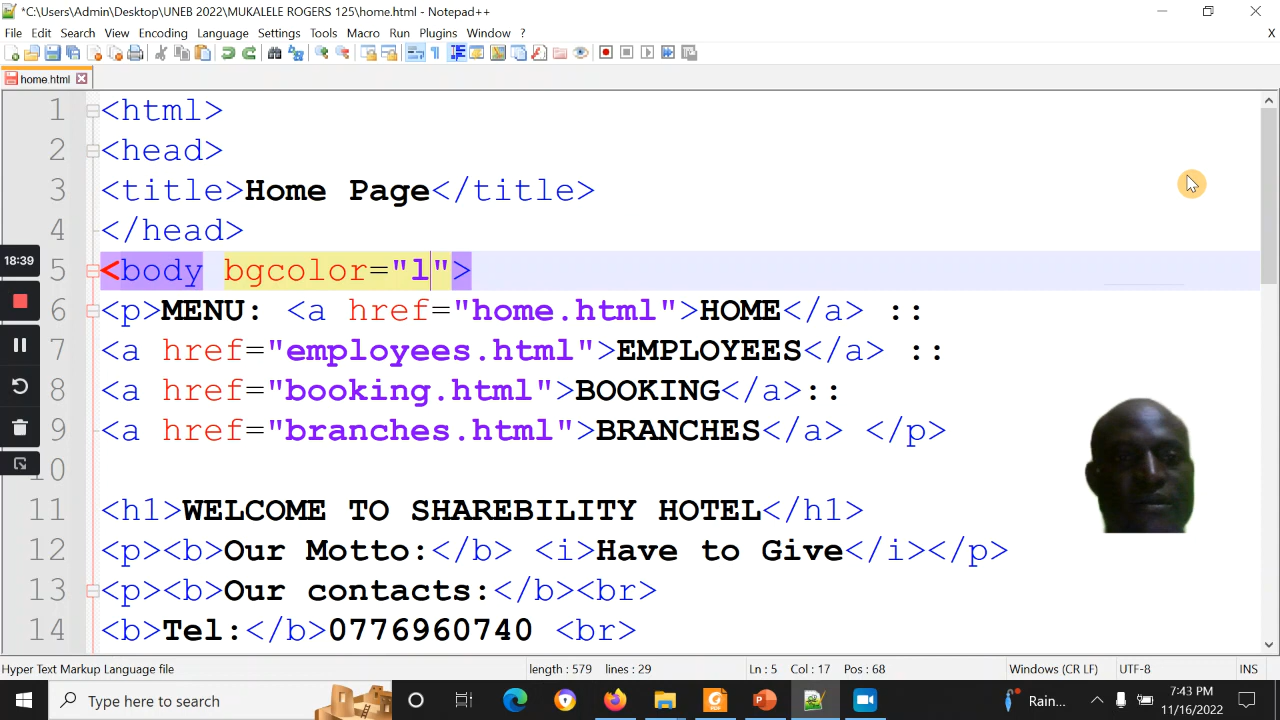 *C:\Users\Admin\Desktop\UNEB 2022\MUKALELE ROGERS 125\home.html - Notepad++
File Edit Search View Encoding Language Settings Tools Macro Run Plugins Window ? X
home.html
1 <html>
2 <head>
3 <title>Home Page</title>
4 </head>
18:39
5 <body bgcolor="l">
6 <p>MENU: <a href="home.html">HOME</a> ::
7 <a href="employees.html">EMPLOYEES</a> ::
8 <a href="booking.html">BOOKING</a>::
9 <a href="branches.html">BRANCHES</a> </p>
10
11 <h1>WELCOME TO SHAREBILITY HOTEL</h1>
12 <p><b>Our Motto:</b> <i>Have to Give</i></p>
13 <p><b>Our contacts:</b><br>
14 <b>Tel:</b>0776960740 <br>
Hyper Text Markup Language file length : 579 lines : 29 Ln : 5 Col : 17 Pos : 68 Windows (CR LF) UTF-8 INS
Type here to search Rain... 7:43 PM
11/16/2022